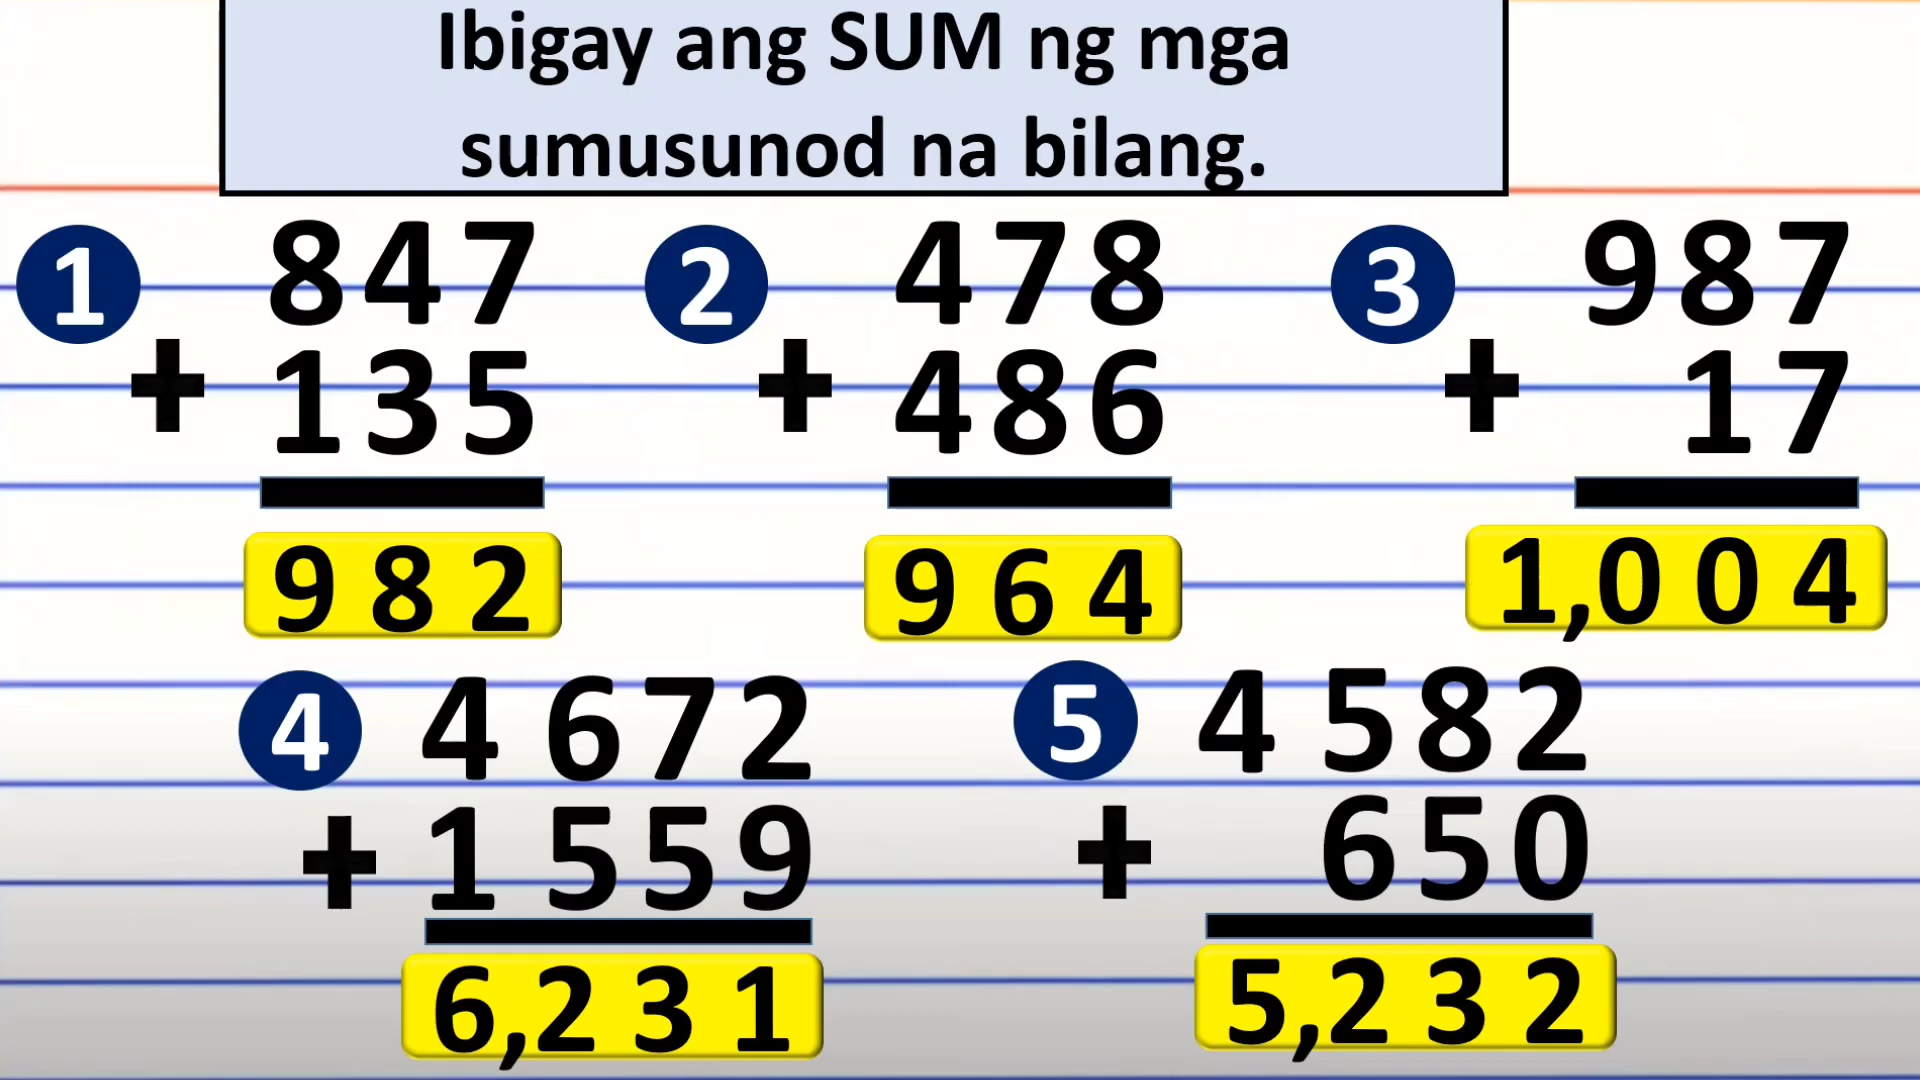 Ibigay ang SUM ng mga
sumusunod na bilang.
1 847 2 478 3 987
+ 135 + 486 + 17
982 964 1,004
4 4 672 5 4 582
+ 1 559 + 650
6,231 5,232